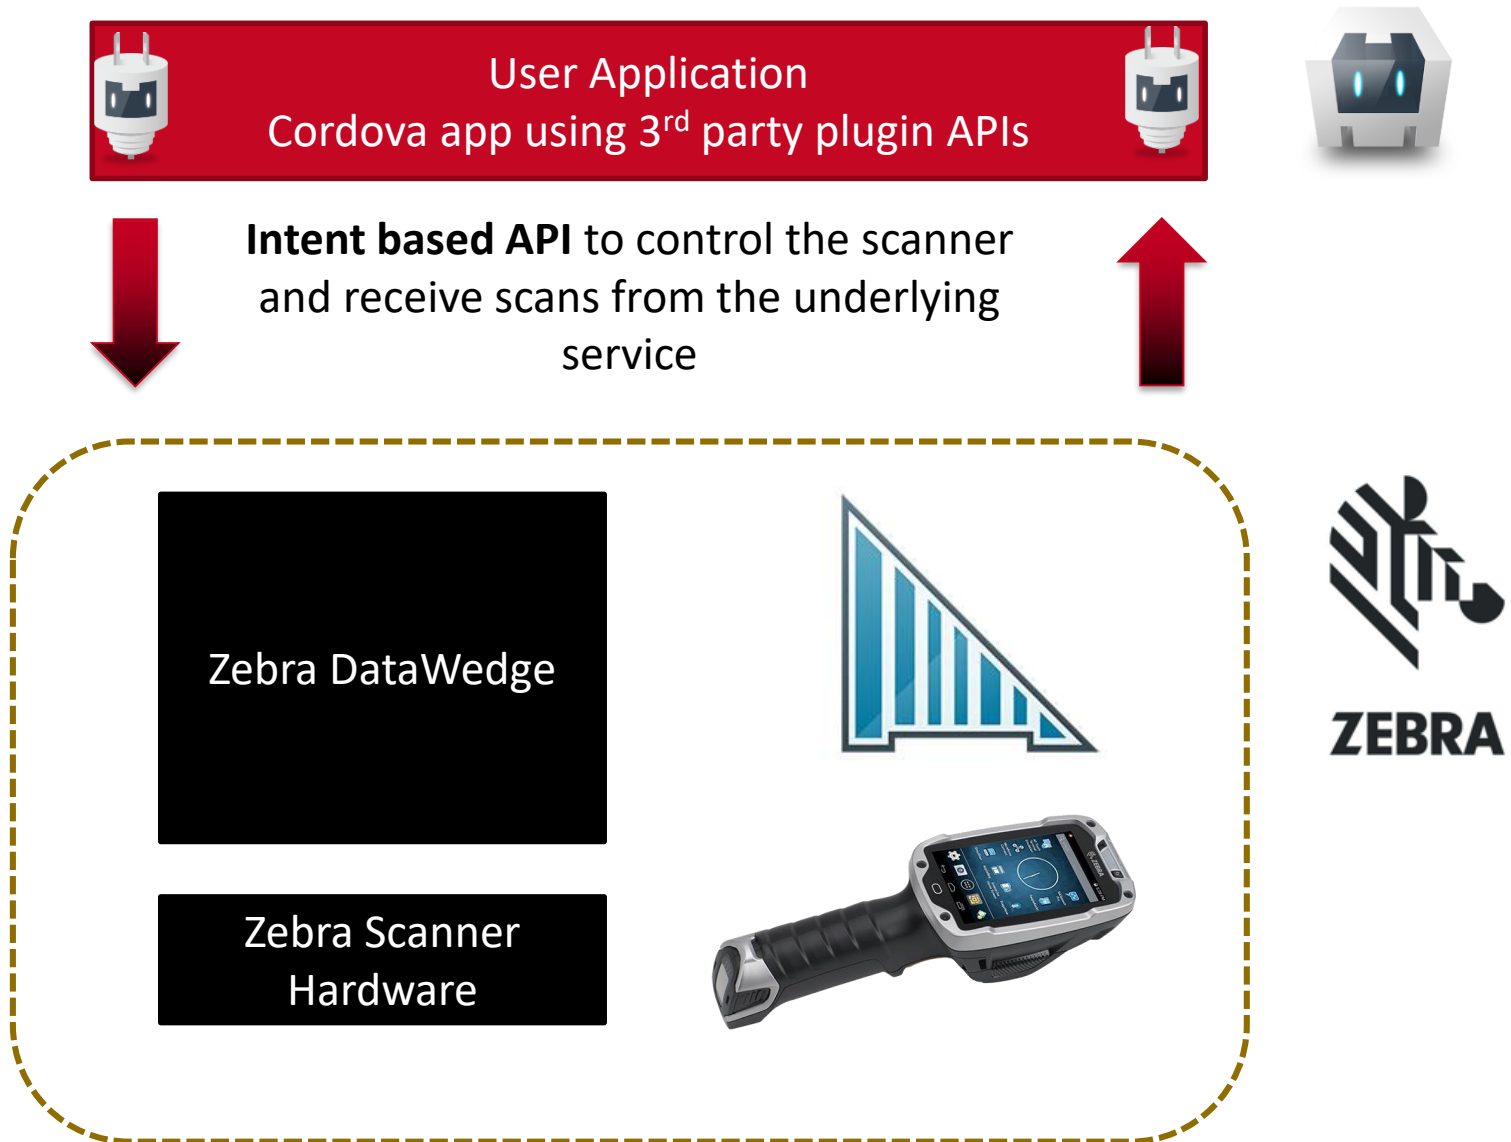 User Application
Cordova app using 3rd party plugin APIs
Intent based API to control the scanner
and receive scans from the underlying
service
Zebra DataWedge
ZEBRA
Zebra Scanner
Hardware
ZEBRA